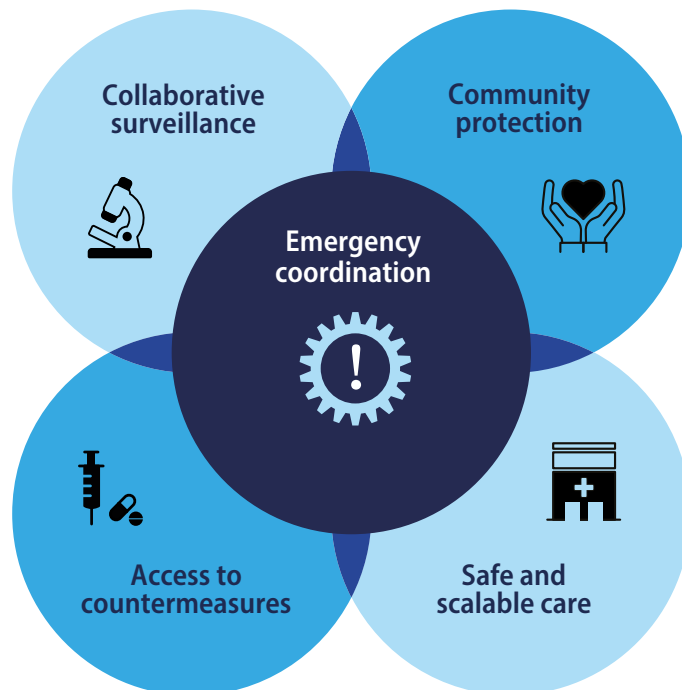 Collaborative
surveillance
Community
protection
Emergency
coordination
!
Access to
countermeasures
Safe and
scalable care